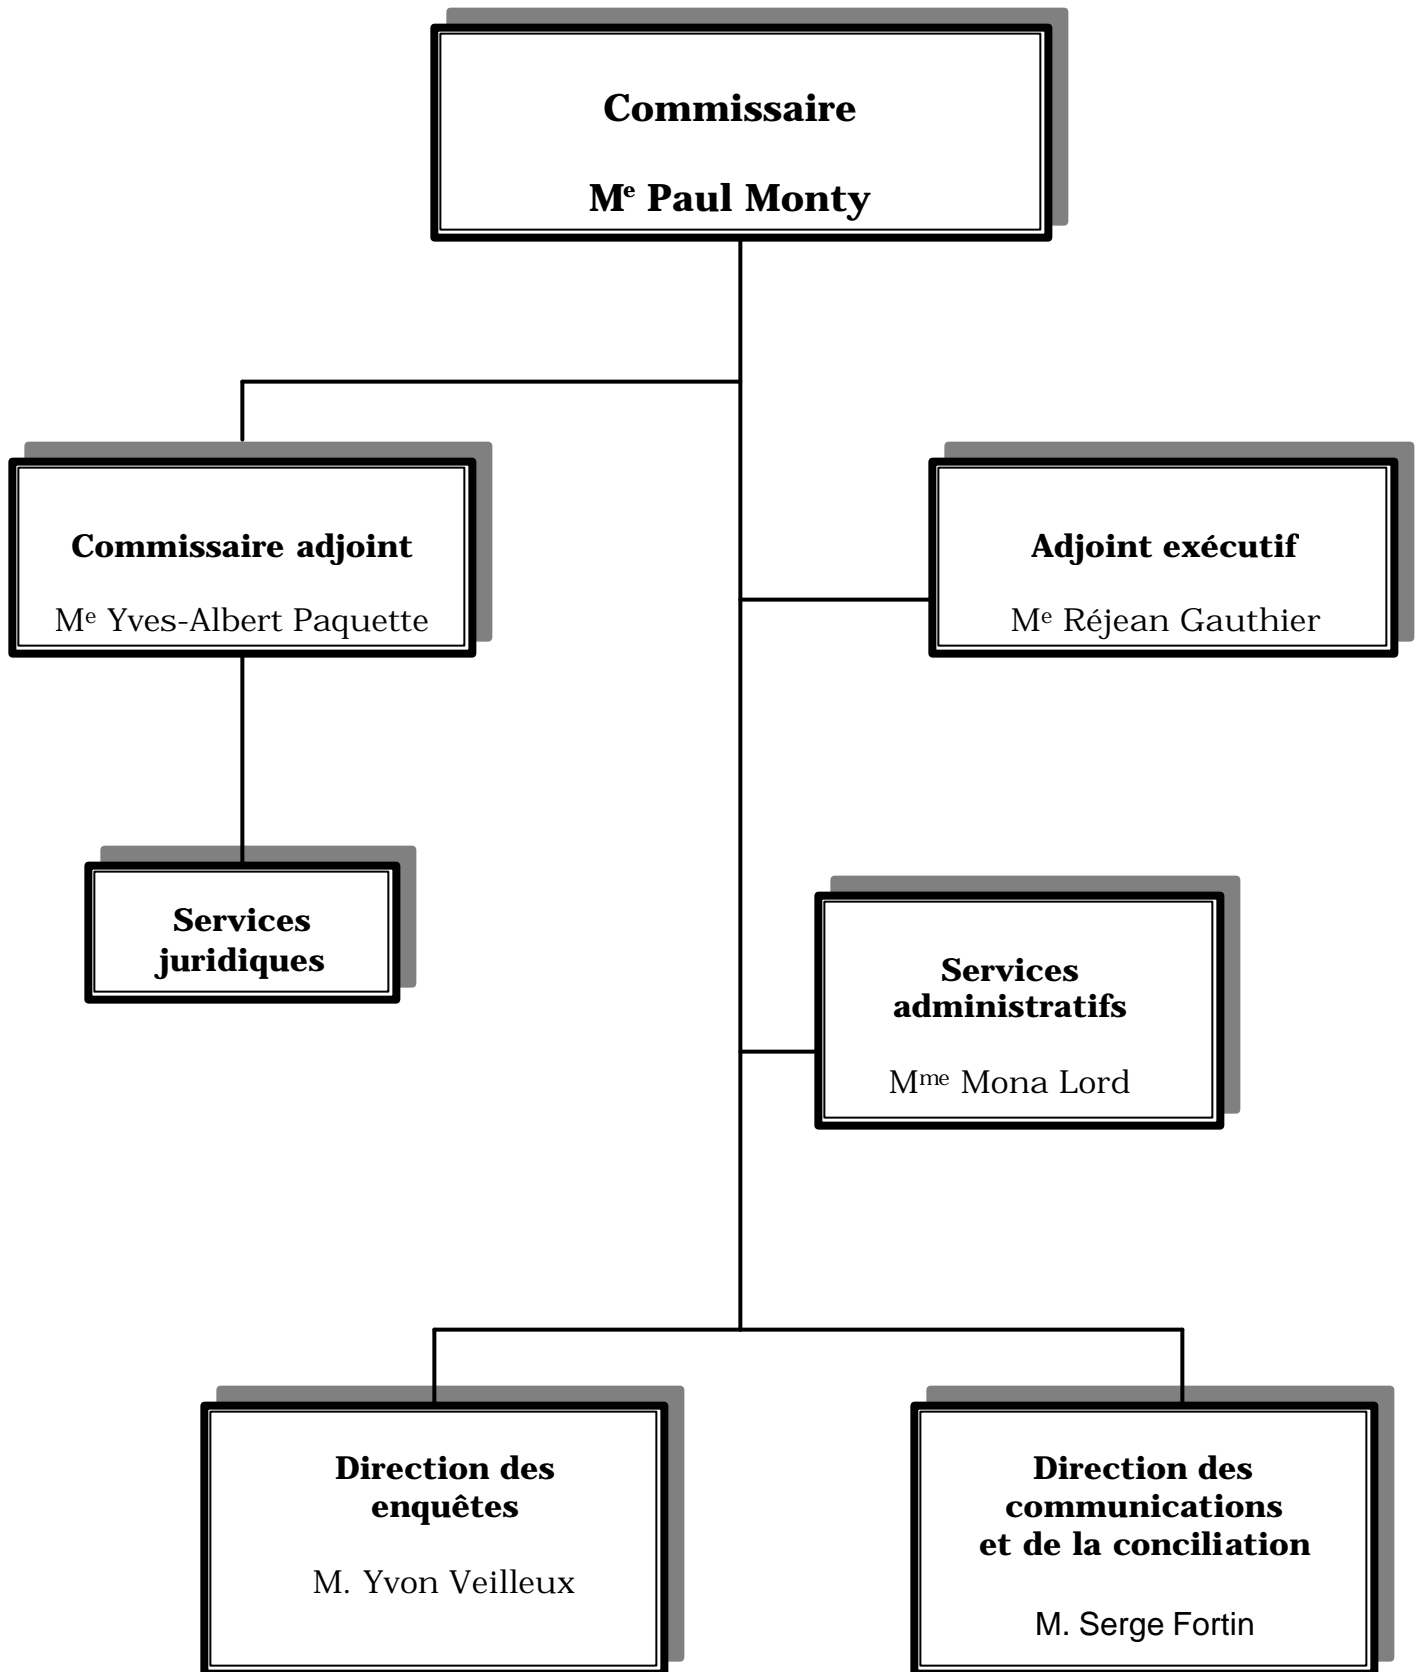 Commissaire
Mᵉ Paul Monty
Commissaire adjoint
Mᵉ Yves-Albert Paquette
Adjoint exécutif
Mᵉ Réjean Gauthier
Services
juridiques
Services
administratifs
Mᵐᵉ Mona Lord
Direction des
enquêtes
M. Yvon Veilleux
Direction des
communications
et de la conciliation
M. Serge Fortin